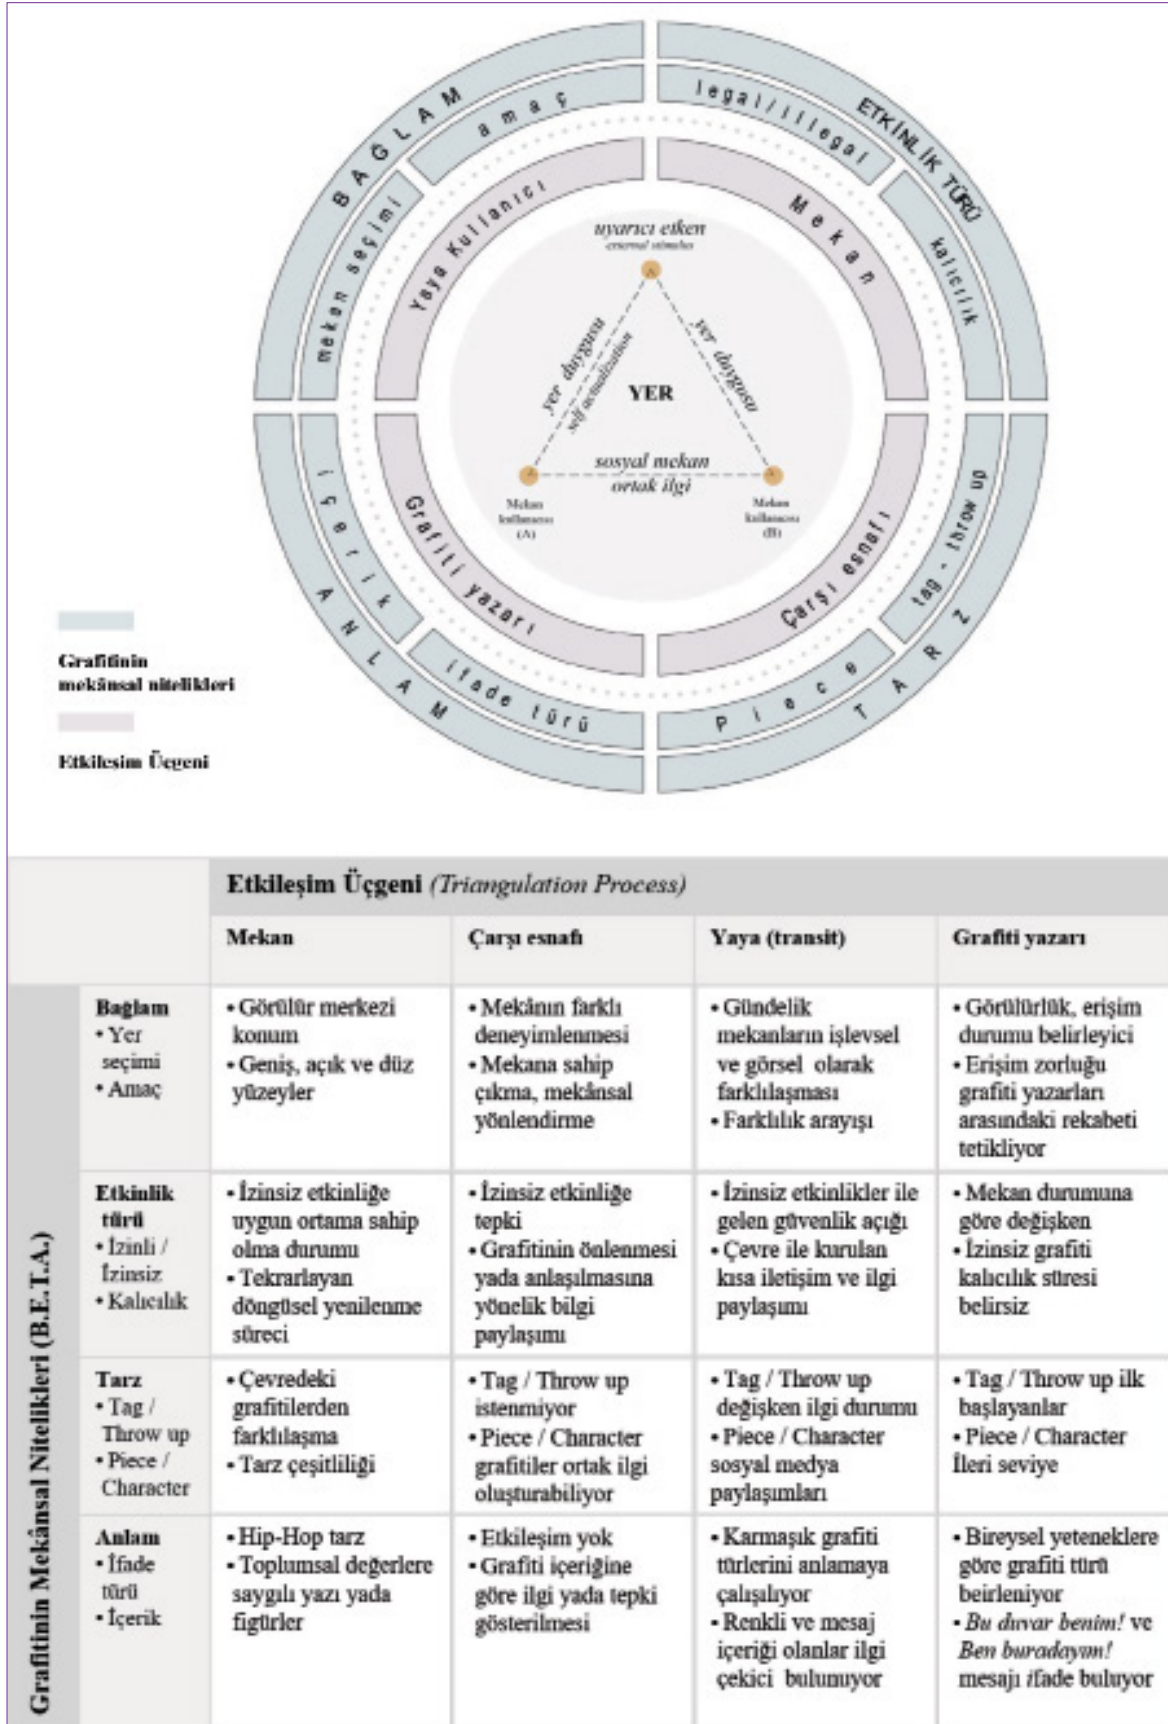 BAĞLAM
amaç
meken seçimi
Yaya Kullanıcı
ETKİNLİK TÜRÜ
legal/illegal
kalıcılık
Mekan
uyarıcı etken
external stimulus
yer duygusu
self actualization
yer duygusu
YER
sosyal mekan
ortak ilgi
Mekan
kullanıcısı
(A)
Mekan
kullanıcısı
(B)
Grafiti yazarı
içerik
ifade türü
ANLAM
Çarşı esnafı
tag - throw up
Piece
TARZ
Grafitinin
mekânsal nitelikleri
Etkileşim Üçgeni
Etkileşim Üçgeni (Triangulation Process)
Mekan
Çarşı esnafı
Yaya (transit)
Grafiti yazarı
Grafitinin Mekânsal Nitelikleri (B.E.T.A.)
Bağlam
• Yer
seçimi
• Amaç
• Görülür merkezi
konum
• Geniş, açık ve düz
yüzeyler
• Mekânın farklı
deneyimlenmesi
• Mekana sahip
çıkma, mekânsal
yönlendirme
• Gündelik
mekanların işlevsel
ve görsel olarak
farklılaşması
• Farklılık arayışı
• Görülürlük, erişim
durumu belirleyici
• Erişim zorluğu
grafiti yazarları
arasındaki rekabeti
tetikliyor
Etkinlik
türü
• İzinli /
İzinsiz
• Kalıcılık
• İzinsiz etkinliğe
uygun ortama sahip
olma durumu
• Tekrarlayan
döngüsel yenilenme
süreci
• İzinsiz etkinliğe
tepki
• Grafitinin önlenmesi
yada anlaşılmasına
yönelik bilgi
paylaşımı
• İzinsiz etkinlikler ile
gelen güvenlik açığı
• Çevre ile kurulan
kısa iletişim ve ilgi
paylaşımı
• Mekan durumuna
göre değişken
• İzinsiz grafiti
kalıcılık süresi
belirsiz
Tarz
• Tag /
Throw up
• Piece /
Character
• Çevredeki
grafitilerden
farklılaşma
• Tarz çeşitliliği
• Tag / Throw up
istenmiyor
• Piece / Character
grafitiler ortak ilgi
oluşturabiliyor
• Tag / Throw up
değişken ilgi durumu
• Piece / Character
sosyal medya
paylaşımları
• Tag / Throw up ilk
başlayanlar
• Piece / Character
İleri seviye
Anlam
• İfade
türü
• İçerik
• Hip-Hop tarz
• Toplumsal değerlere
saygılı yazı yada
figürler
• Etkileşim yok
• Grafiti içeriğine
göre ilgi yada tepki
gösterilmesi
• Karmaşık grafiti
türlerini anlamaya
çalışılıyor
• Renkli ve mesaj
içeriği olanlar ilgi
çekici bulunuyor
• Bireysel yeteneklere
göre grafiti türü
beirleniyor
• Bu duvar benim! ve
Ben buradayım!
mesajı ifade buluyor